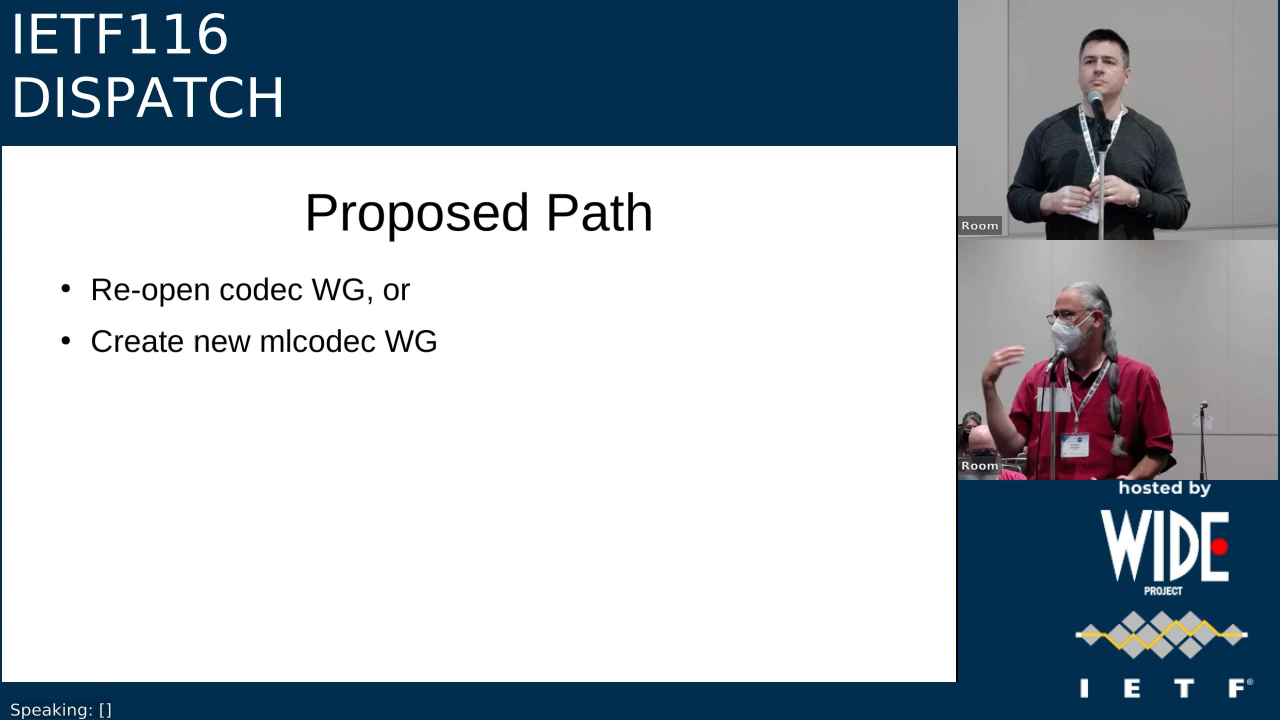 IETF116
DISPATCH
Proposed Path
• Re-open codec WG, or
• Create new mlcodec WG
Room
Room
hosted by
WIDE
PROJECT
I E T F®
Speaking: []